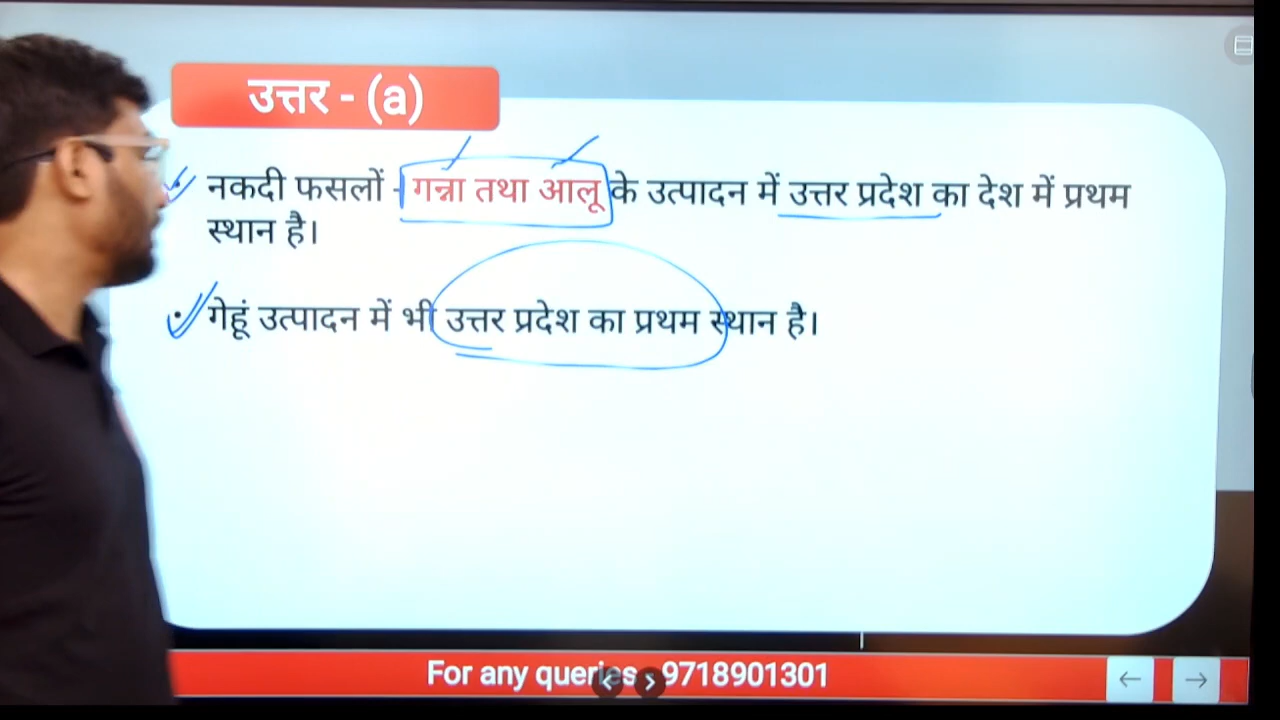 उत्तर - (a)
नकदी फसलों - गन्ना तथा आलू के उत्पादन में उत्तर प्रदेश का देश में प्रथम
स्थान है।
• गेहूं उत्पादन में भी उत्तर प्रदेश का प्रथम स्थान है।
For any queries 9718901301